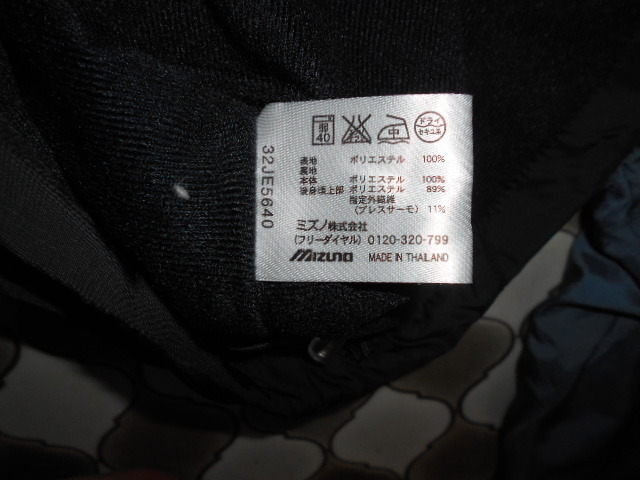 32JE5640
弱
40
中
ドライ
セキユ系
表地 ポリエステル 100%
裏地
本体 ポリエステル 100%
後身頃上部 ポリエステル 89%
指定外繊維
(ブレスサーモ) 11%
ミズノ株式会社
(フリーダイヤル) 0120-320-799
MIZUNO MADE IN THAILAND